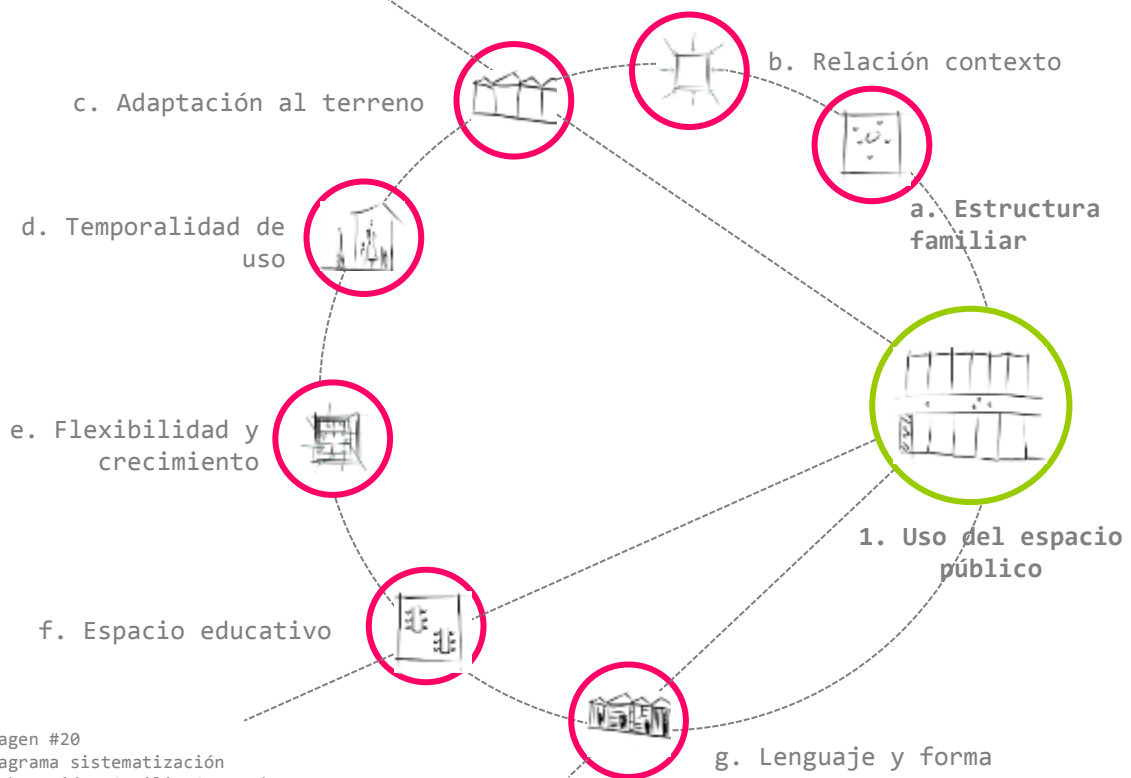 b. Relación contexto
c. Adaptación al terreno
a. Estructura
familiar
d. Temporalidad de
uso
e. Flexibilidad y
crecimiento
1. Uso del espacio
público
f. Espacio educativo
g. Lenguaje y forma
agen #20
agrama sistematización